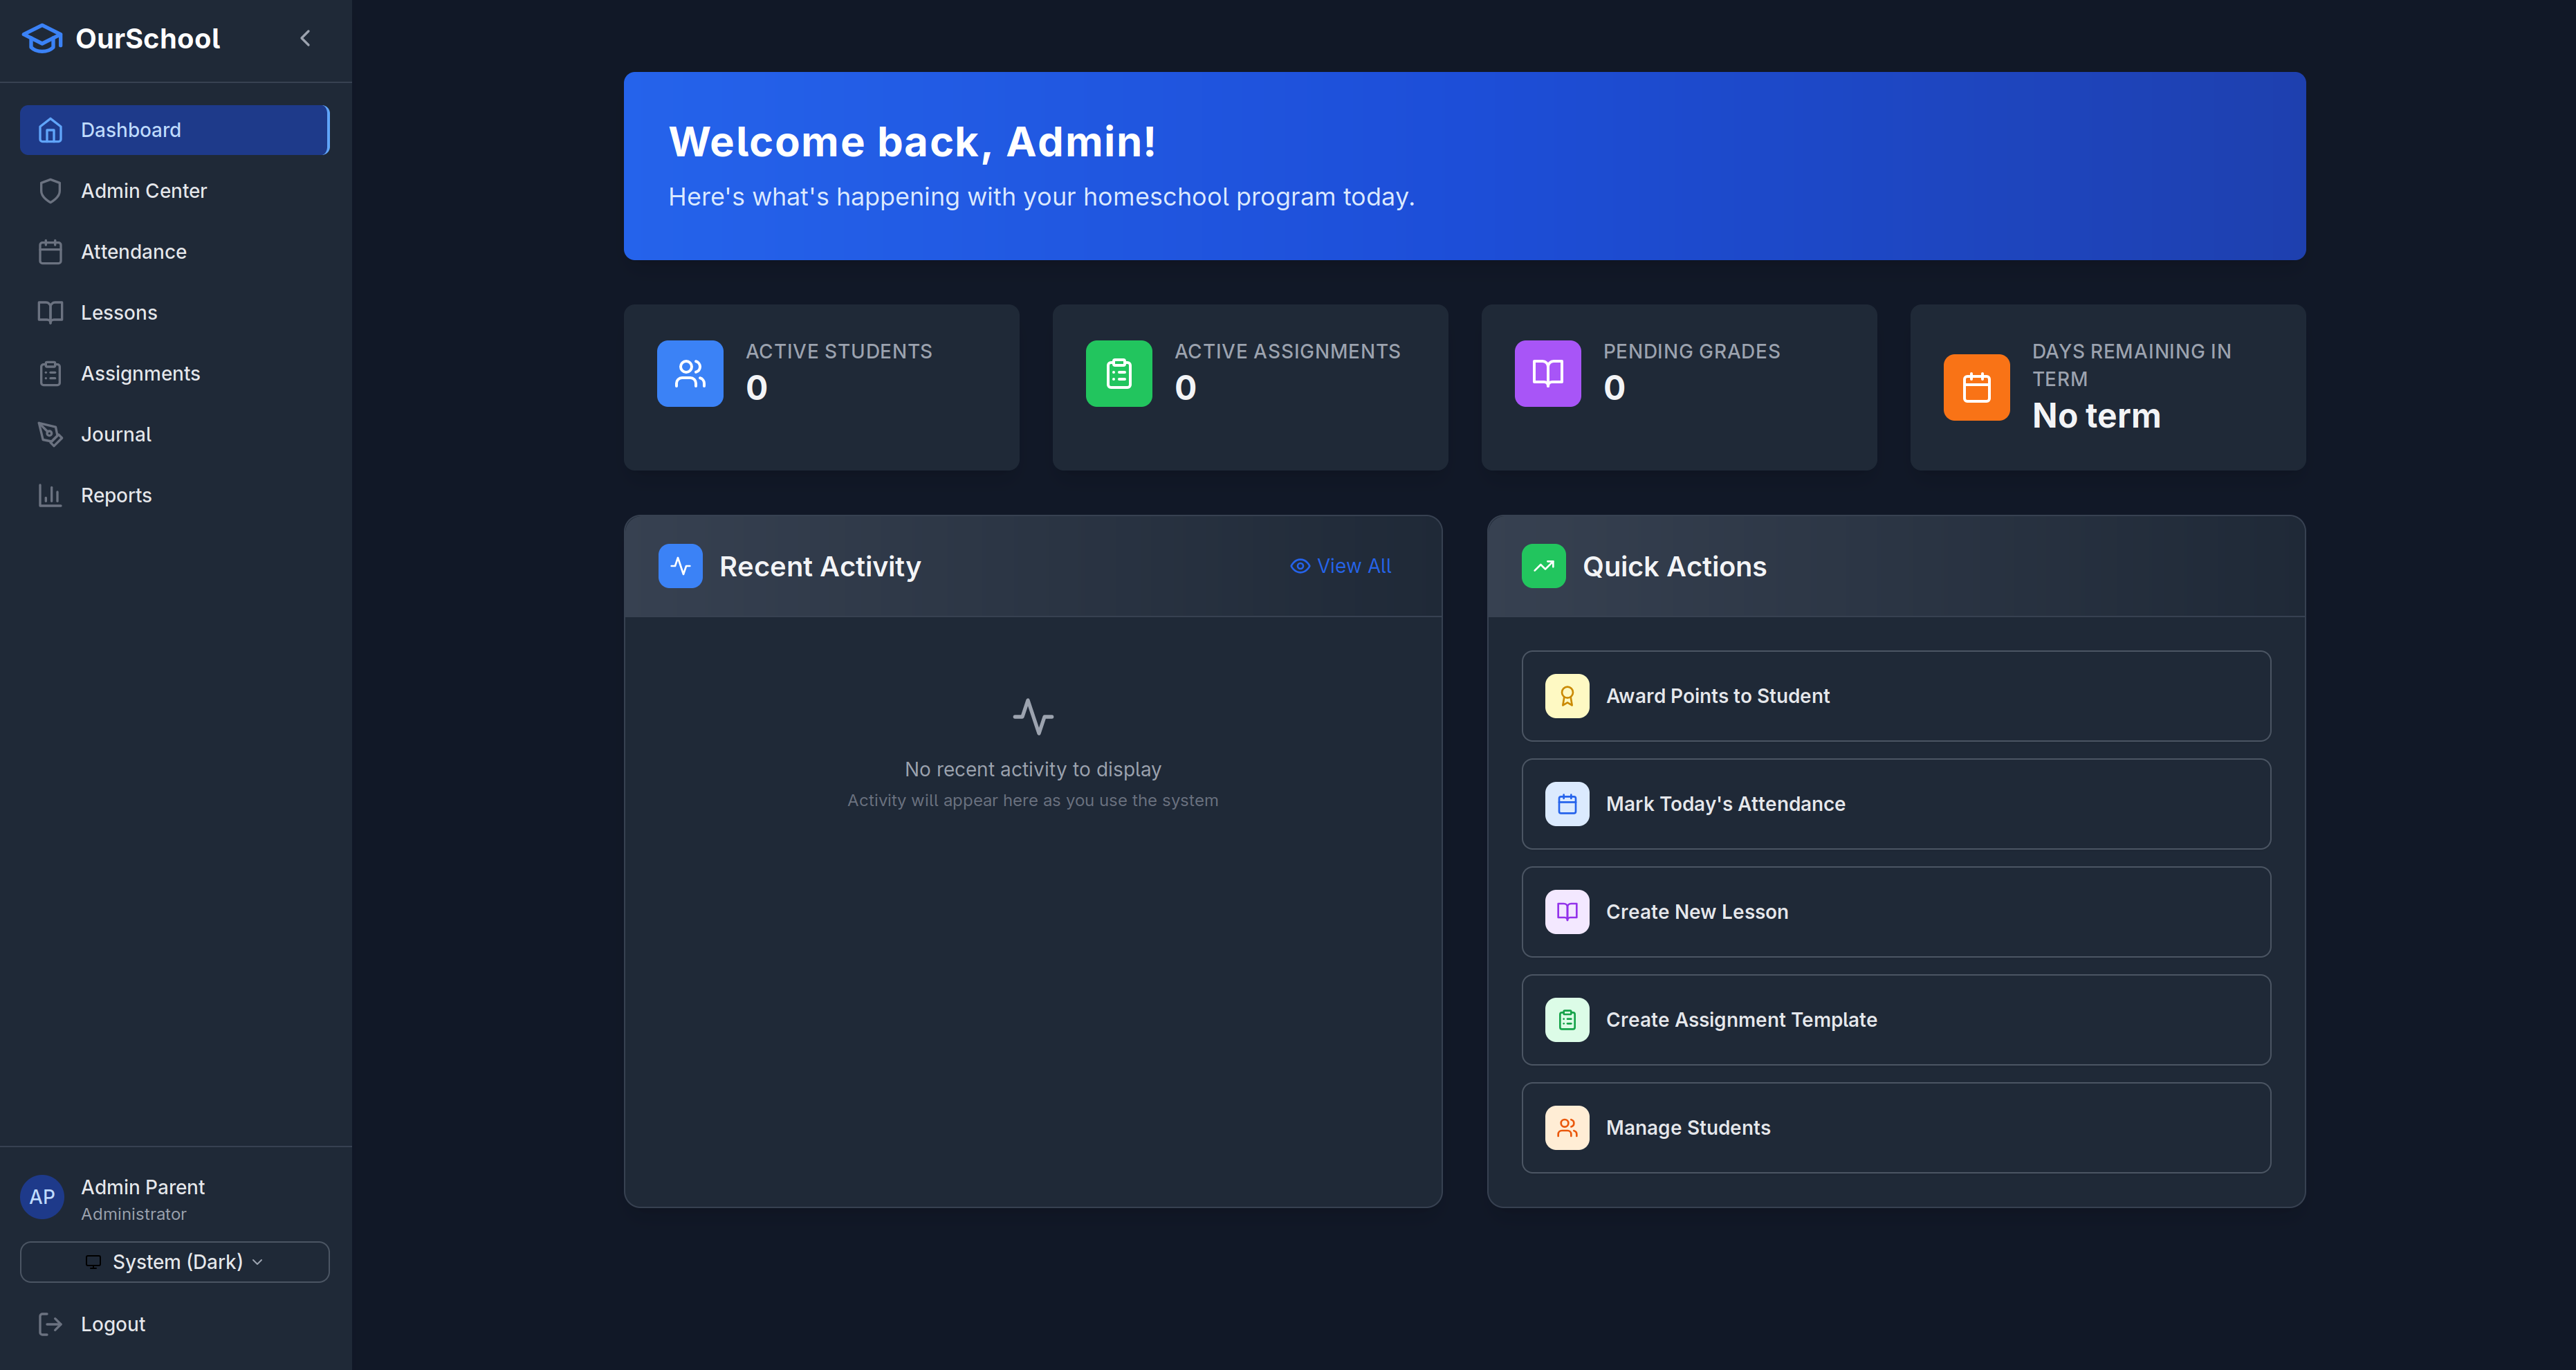 OurSchool
Dashboard
Admin Center
Attendance
Lessons
Assignments
Journal
Reports
AP
Admin Parent
Administrator
System (Dark)
Logout
Welcome back, Admin!
Here's what's happening with your homeschool program today.
ACTIVE STUDENTS
0
ACTIVE ASSIGNMENTS
0
PENDING GRADES
0
DAYS REMAINING IN
TERM
No term
Recent Activity
View All
No recent activity to display
Activity will appear here as you use the system
Quick Actions
Award Points to Student
Mark Today's Attendance
Create New Lesson
Create Assignment Template
Manage Students